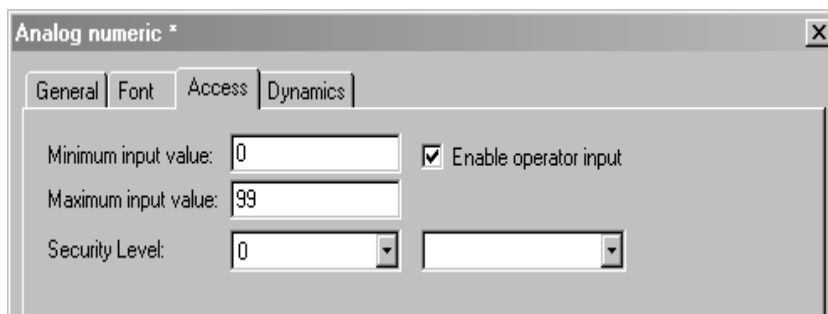 Analog numeric *
General Font Access Dynamics
Minimum input value: 0 Enable operator input
Maximum input value: 99
Security Level: 0